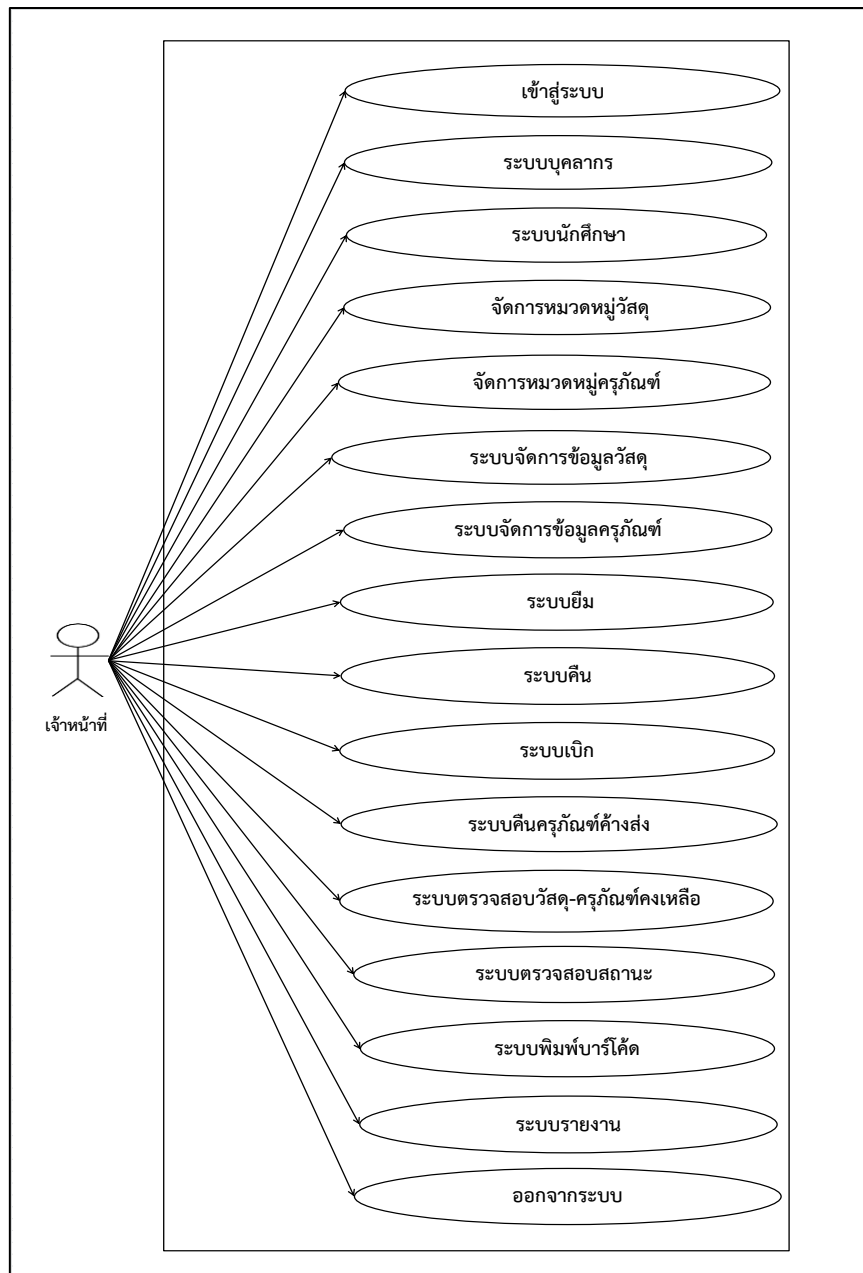 เข้าสู่ระบบ
ระบบบุคลากร
ระบบนักศึกษา
จัดการหมวดหมู่วัสดุ
จัดการหมวดหมู่ครุภัณฑ์
ระบบจัดการข้อมูลวัสดุ
ระบบจัดการข้อมูลครุภัณฑ์
ระบบยืม
ระบบคืน
เจ้าหน้าที่
ระบบเบิก
ระบบคืนครุภัณฑ์ค้างส่ง
ระบบตรวจสอบวัสดุ-ครุภัณฑ์คงเหลือ
ระบบตรวจสอบสถานะ
ระบบพิมพ์บาร์โค้ด
ระบบรายงาน
ออกจากระบบ